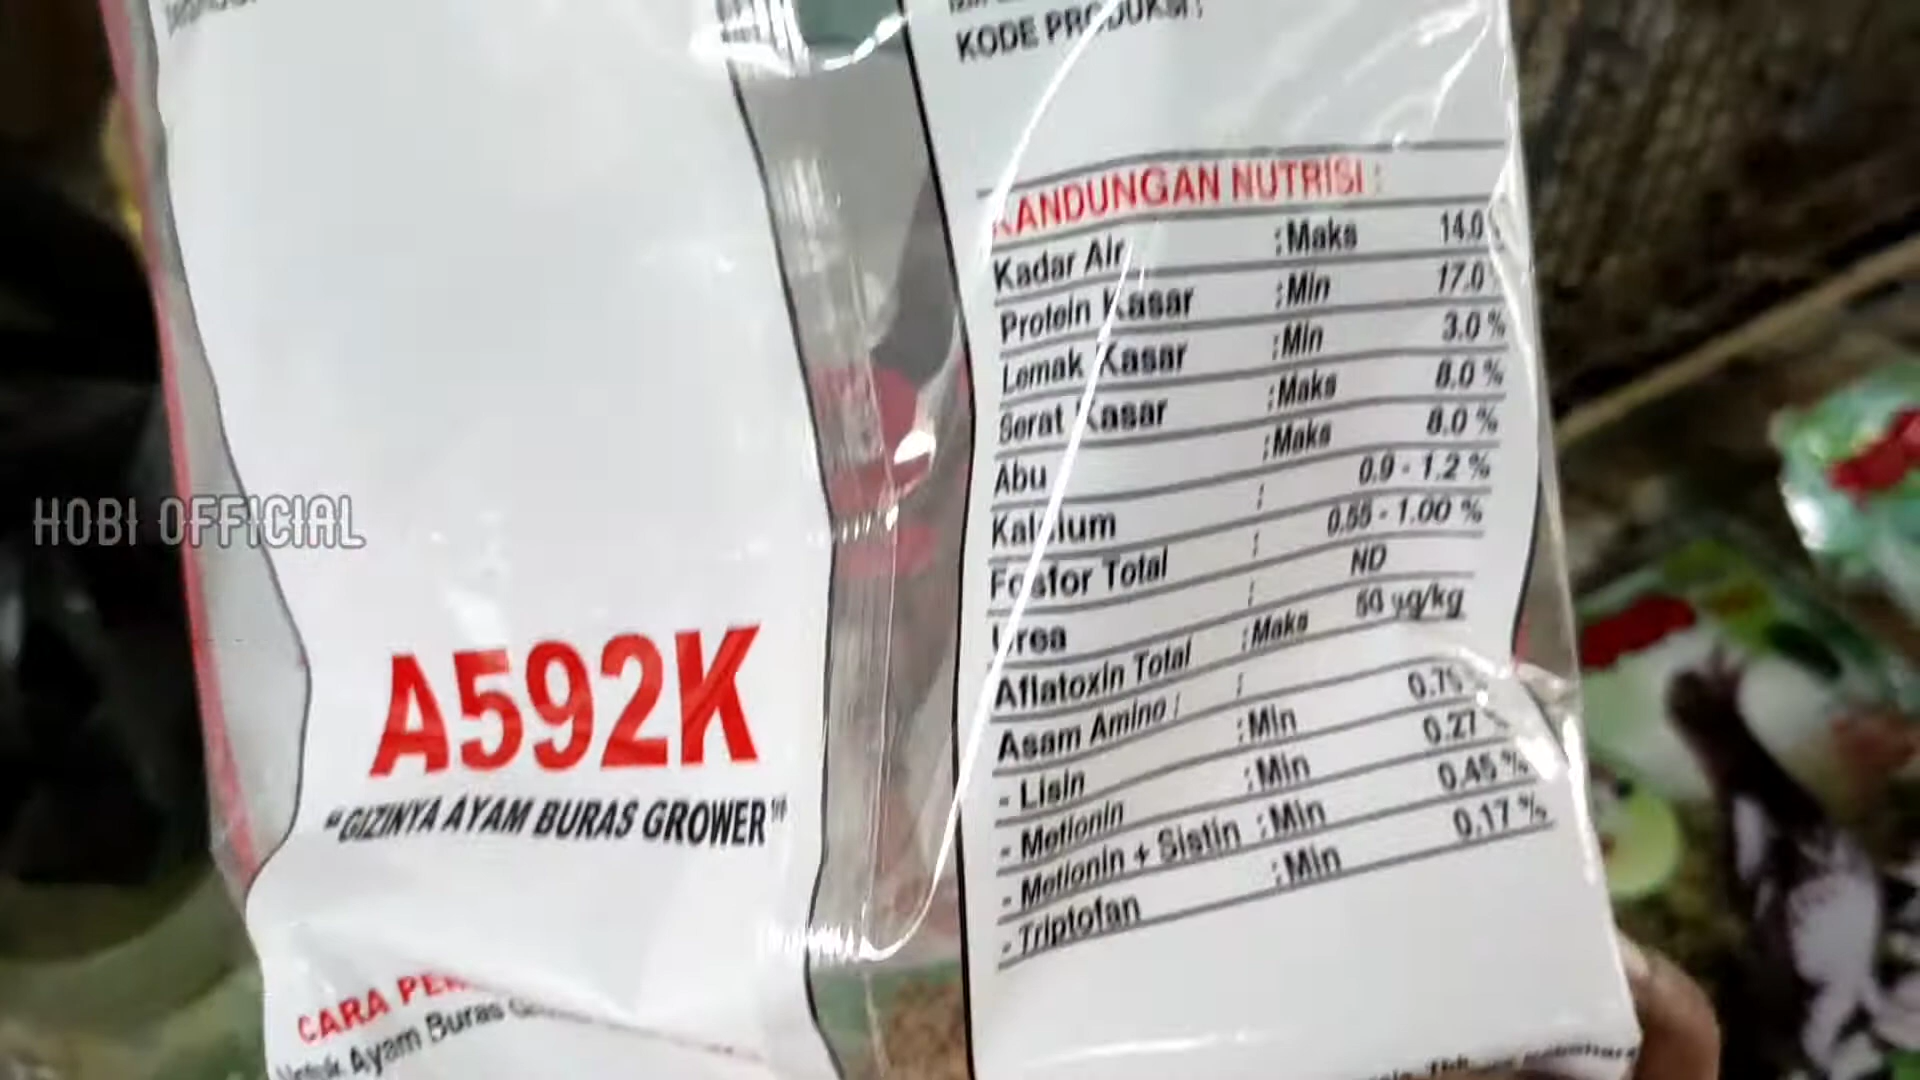 HOBI OFFICIAL
A592K
"GIZINYA AYAM BURAS GROWER"
CARA
Ayam Buras
KODE PRODUKSI :
KANDUNGAN NUTRISI :
Kadar Air :Maks 14.0
Protein Kasar :Min 17.0
Lemak Kasar :Min 3.0 %
Serat Kasar :Maks 8.0 %
Abu :Maks 8.0 %
Kalsium : 0.9 - 1.2 %
Fosfor Total : 0.55 - 1.00 %
Urea : ND
Aflatoxin Total :Maks 50 µg/kg
Asam Amino : :
- Lisin :Min 0.75
- Metionin :Min 0.27
- Metionin + Sistin :Min 0.45 %
- Triptofan :Min 0.17 %